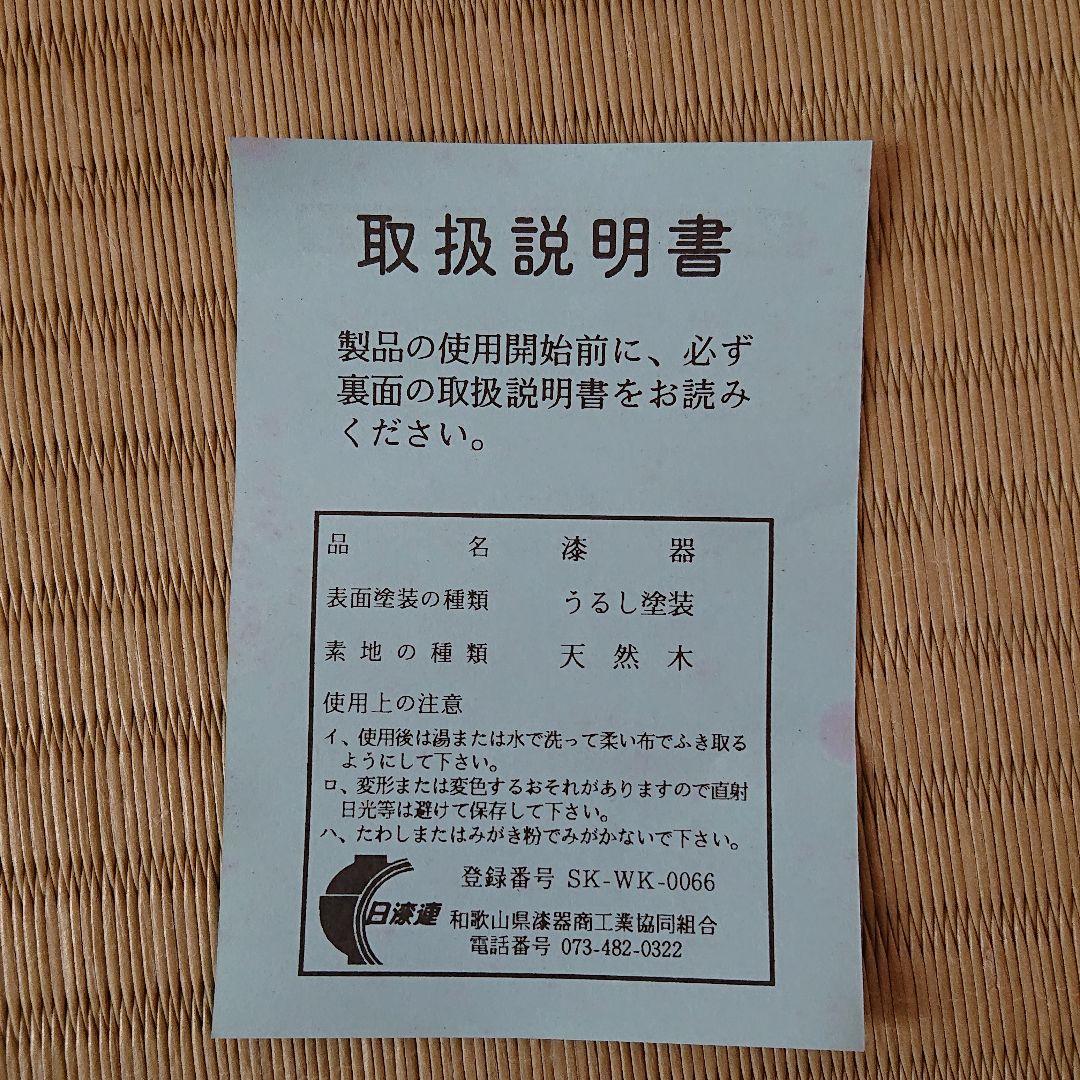 取扱説明書
製品の使用開始前に、必ず
裏面の取扱説明書をお読み
ください。
品名 漆器
表面塗装の種類 うるし塗装
素地の種類 天然木
使用上の注意
イ、使用後は湯または水で洗って柔い布でふき取る
ようにして下さい。
ロ、変形または変色するおそれがありますので直射
日光等は避けて保存して下さい。
ハ、たわしまたはみがき粉でみがかないで下さい。
登録番号 SK-WK-0066
日漆連 和歌山県漆器商工業協同組合
電話番号 073-482-0322